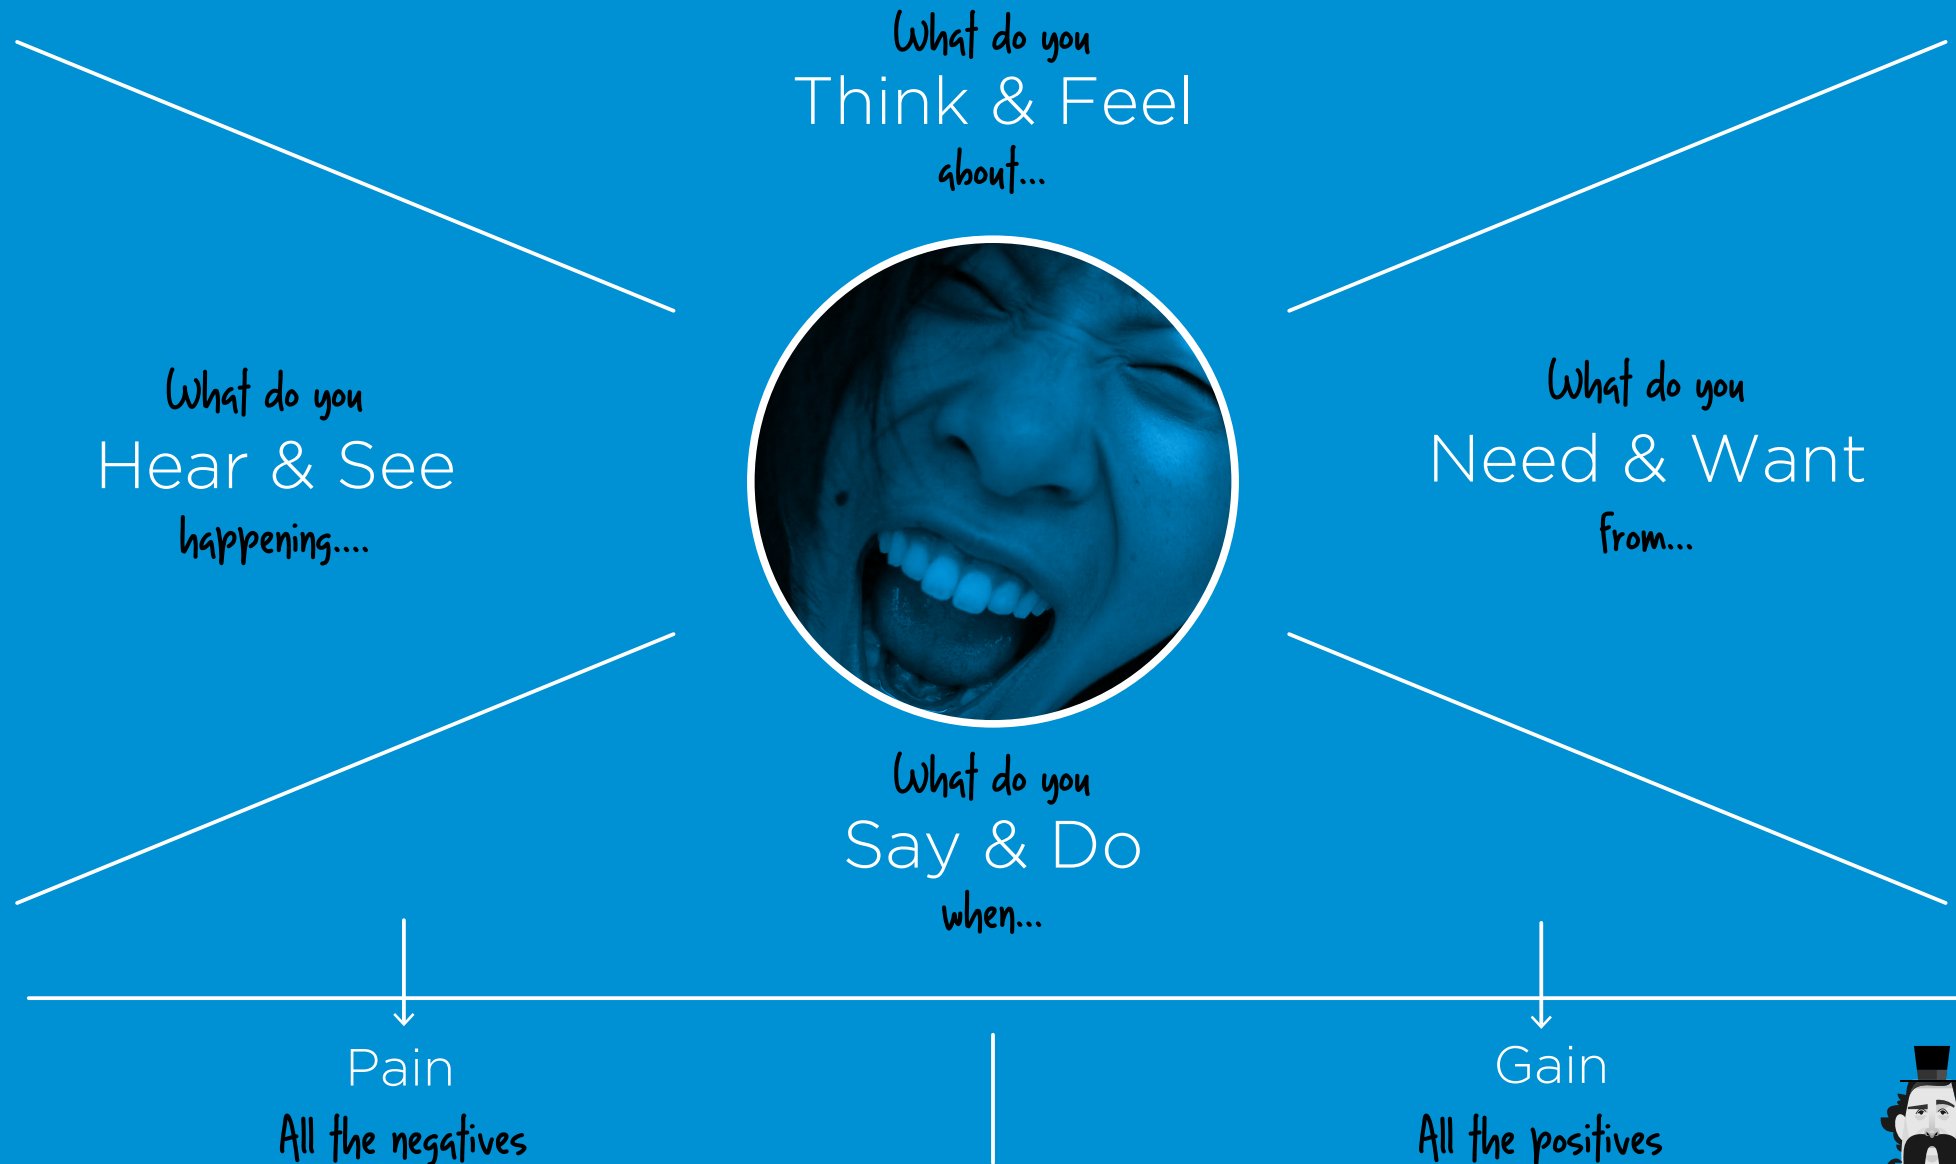 What do you
Think & Feel
about...
What do you
Hear & See
happening....
What do you
Need & Want
from...
What do you
Say & Do
when...
Pain
All the negatives
Gain
All the positives